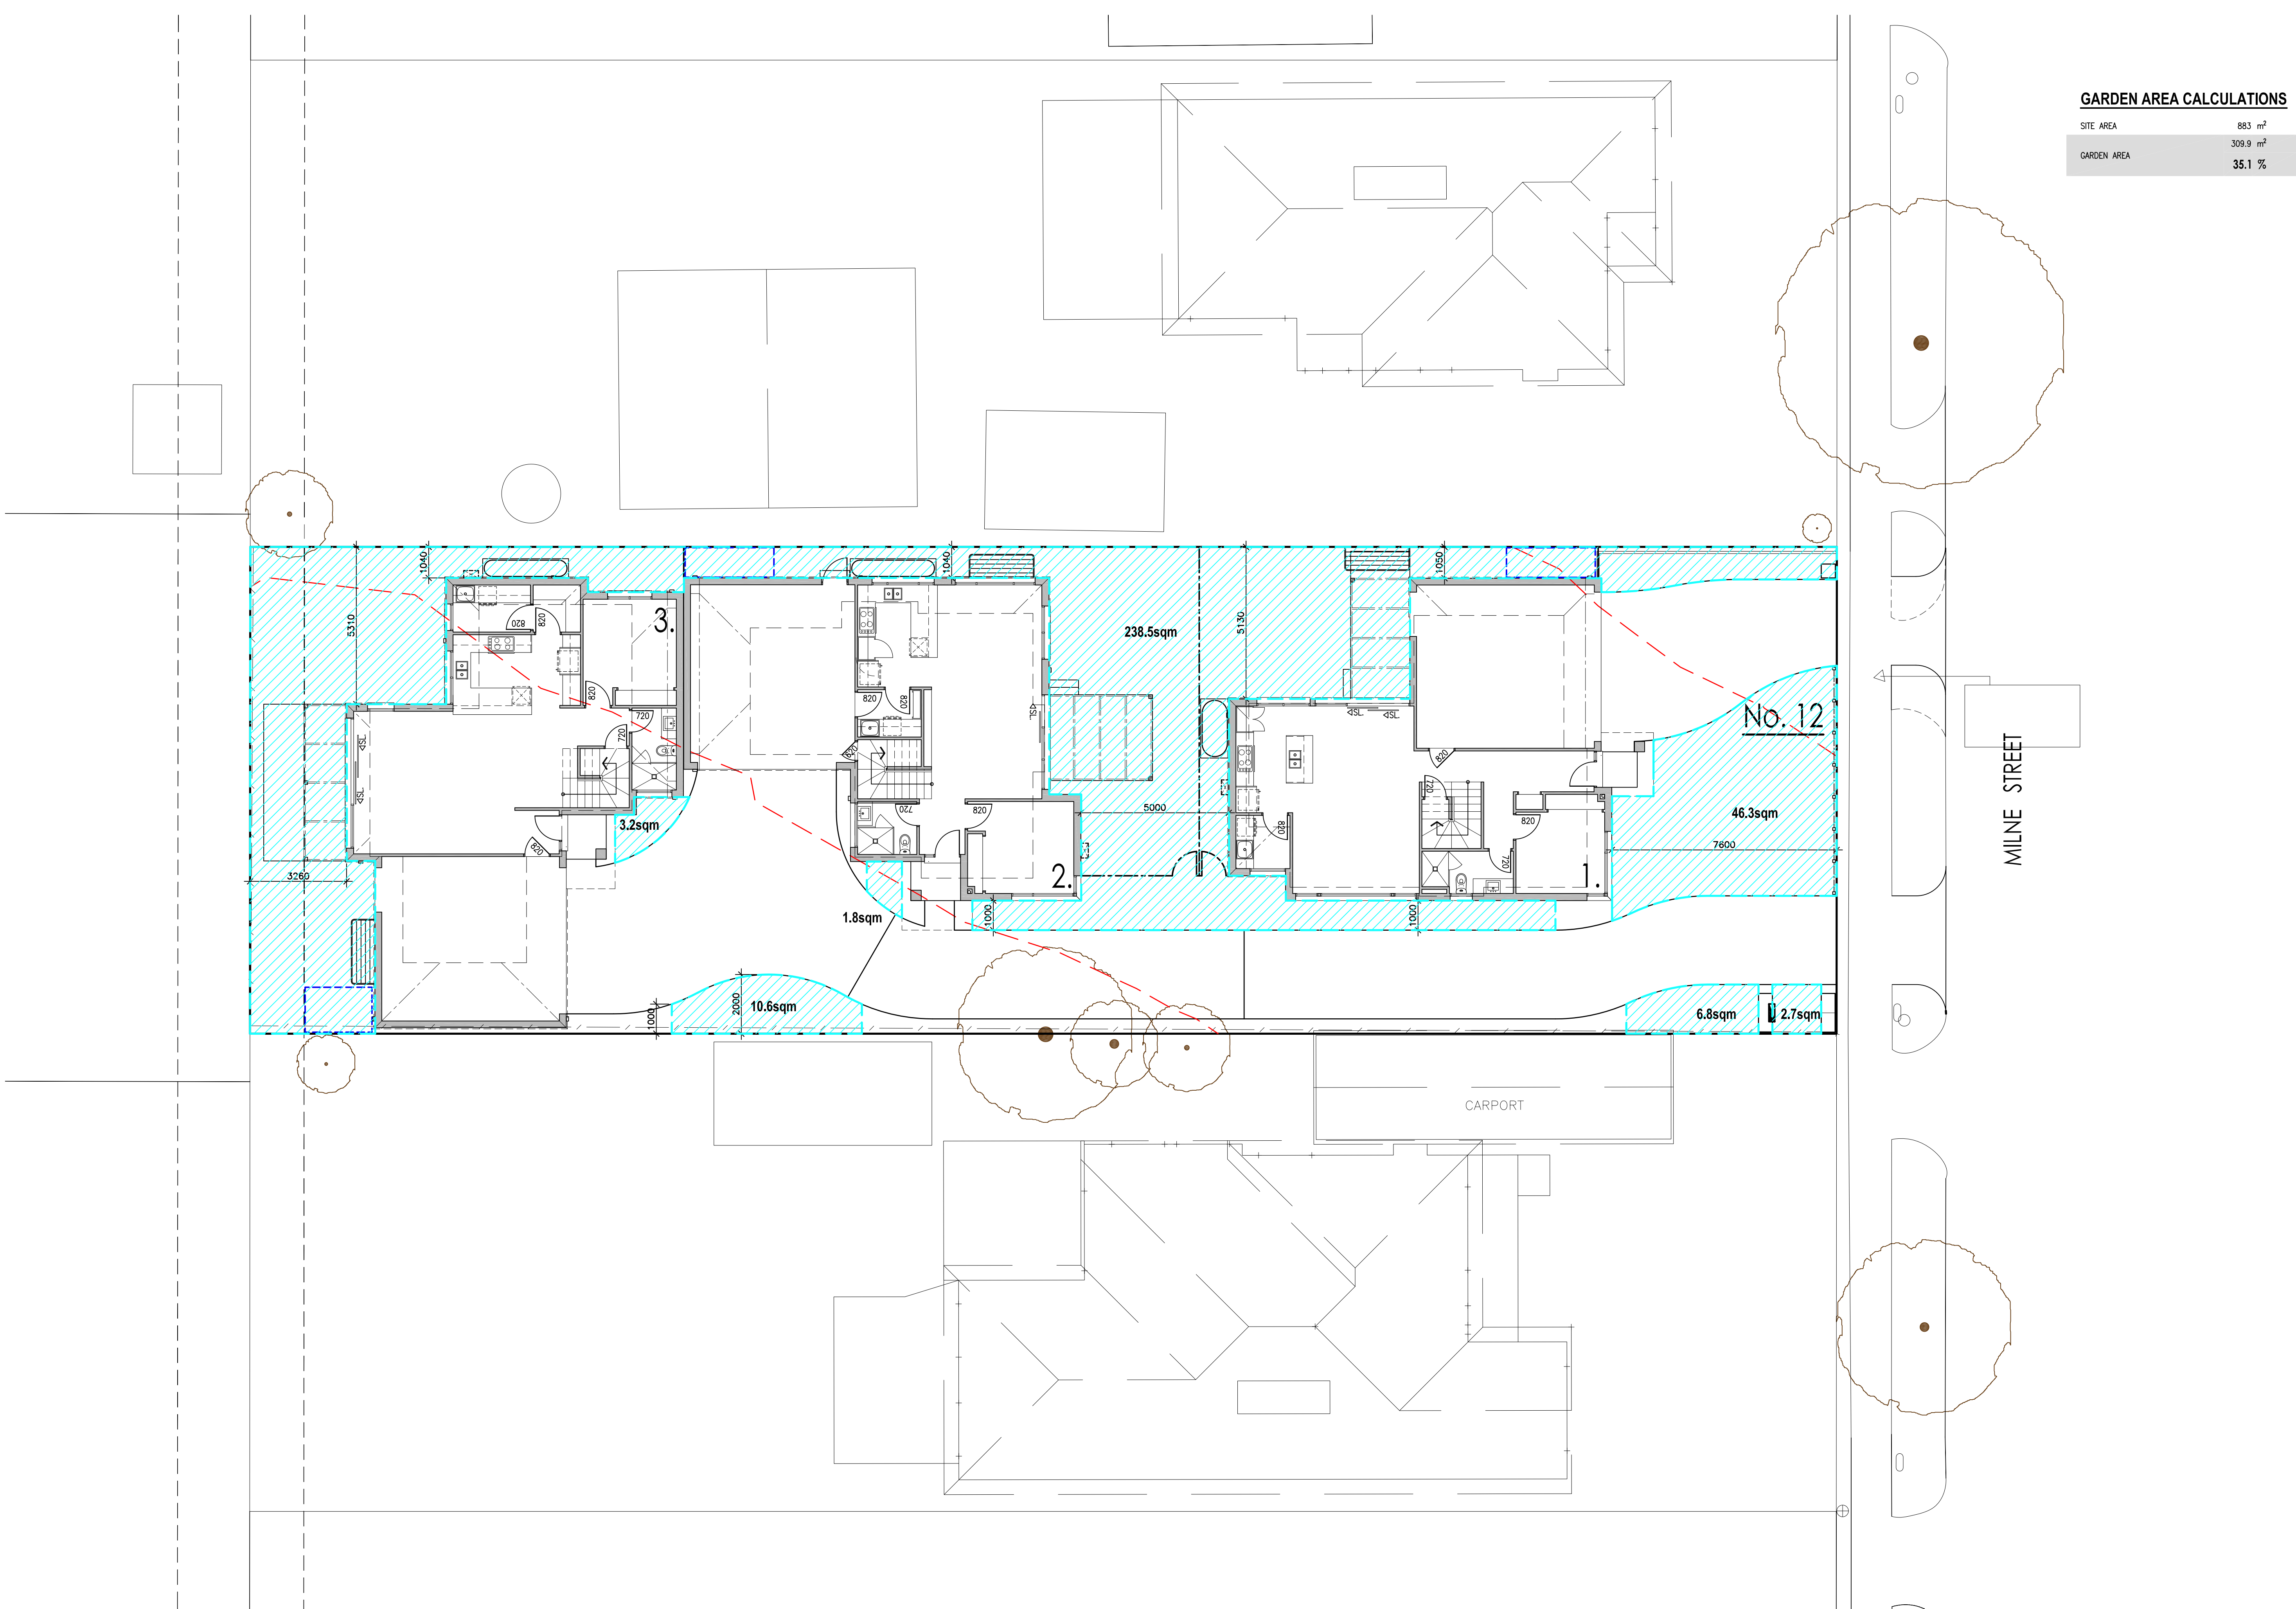 GARDEN AREA CALCULATIONS
SITE AREA 883 m²
309.9 m²
GARDEN AREA
35.1 %
1040
1040
5130
1050
5310
820
820
3.
238.5sqm
820
720
720
820
820
820
◁SL.
◁SL.
◁SL.
◁SL.
◁SL.
No. 12
MILNE STREET
820
720
3.2sqm
820
720
820
5000
820
820
46.3sqm
7600
3260
2.
720
1.
1.8sqm
1000
1000
10.6sqm
2000
1000
6.8sqm
2.7sqm
CARPORT